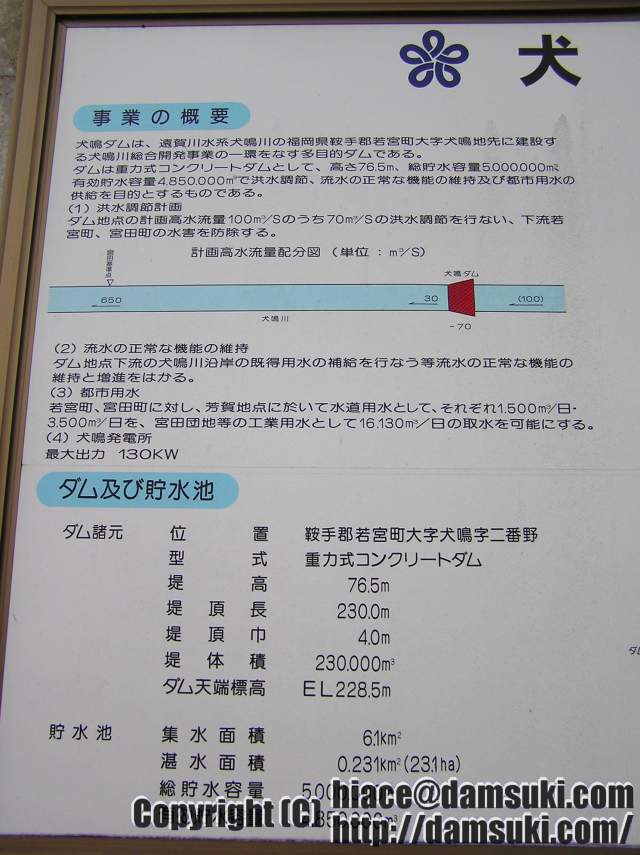 犬
事業の概要
犬鳴ダムは、遠賀川水系犬鳴川の福岡県鞍手郡若宮町大字犬鳴地先に建設す
る犬鳴川総合開発事業の一環をなす多目的ダムである。
ダムは重力式コンクリートダムとして、高さ76.5m、総貯水容量5,000,000m³、
有効貯水容量4,850,000m³で洪水調節、流水の正常な機能の維持及び都市用水の
供給を目的とするものである。
(1) 洪水調節計画
ダム地点の計画高水流量100m³/Sのうち70m³/Sの洪水調節を行ない、下流若
宮町、宮田町の水害を防除する。
計画高水流量配分図 (単位：m³/S)
宮田基準点
犬鳴ダム
650
30
(100)
犬鳴川
-70
(2) 流水の正常な機能の維持
ダム地点下流の犬鳴川沿岸の既得用水の補給を行なう等流水の正常な機能の
維持と増進をはかる。
(3) 都市用水
若宮町、宮田町に対し、芳賀地点に於いて水道用水として、それぞれ1.500m³/日・
3.500m³/日を、宮田団地等の工業用水として16.130m³/日の取水を可能にする。
(4) 犬鳴発電所
最大出力 130KW
ダム及び貯水池
ダム諸元 位置 鞍手郡若宮町大字犬鳴字二番野
型式 重力式コンクリートダム
堤高 76.5m
堤頂長 230.0m
堤頂巾 4.0m
堤体積 230.000m³
ダム天端標高 EL228.5m
貯水池 集水面積 6.1km²
湛水面積 0.231km²(23.1ha)
総貯水容量
Copyright (C) hiace@damsuki.com
http://damsuki.com/